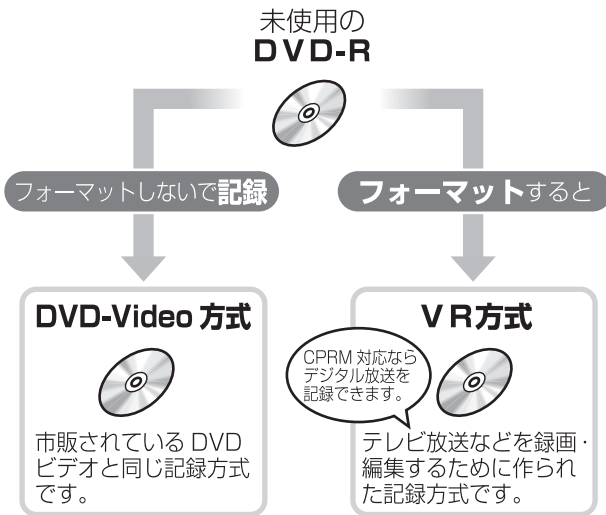 未使用の
DVD-R
フォーマットしないで記録
フォーマットすると
DVD-Video 方式
市販されている DVD
ビデオと同じ記録方式
です。
VR方式
CPRM 対応なら
デジタル放送を
記録できます。
テレビ放送などを録画・
編集するために作られ
た記録方式です。